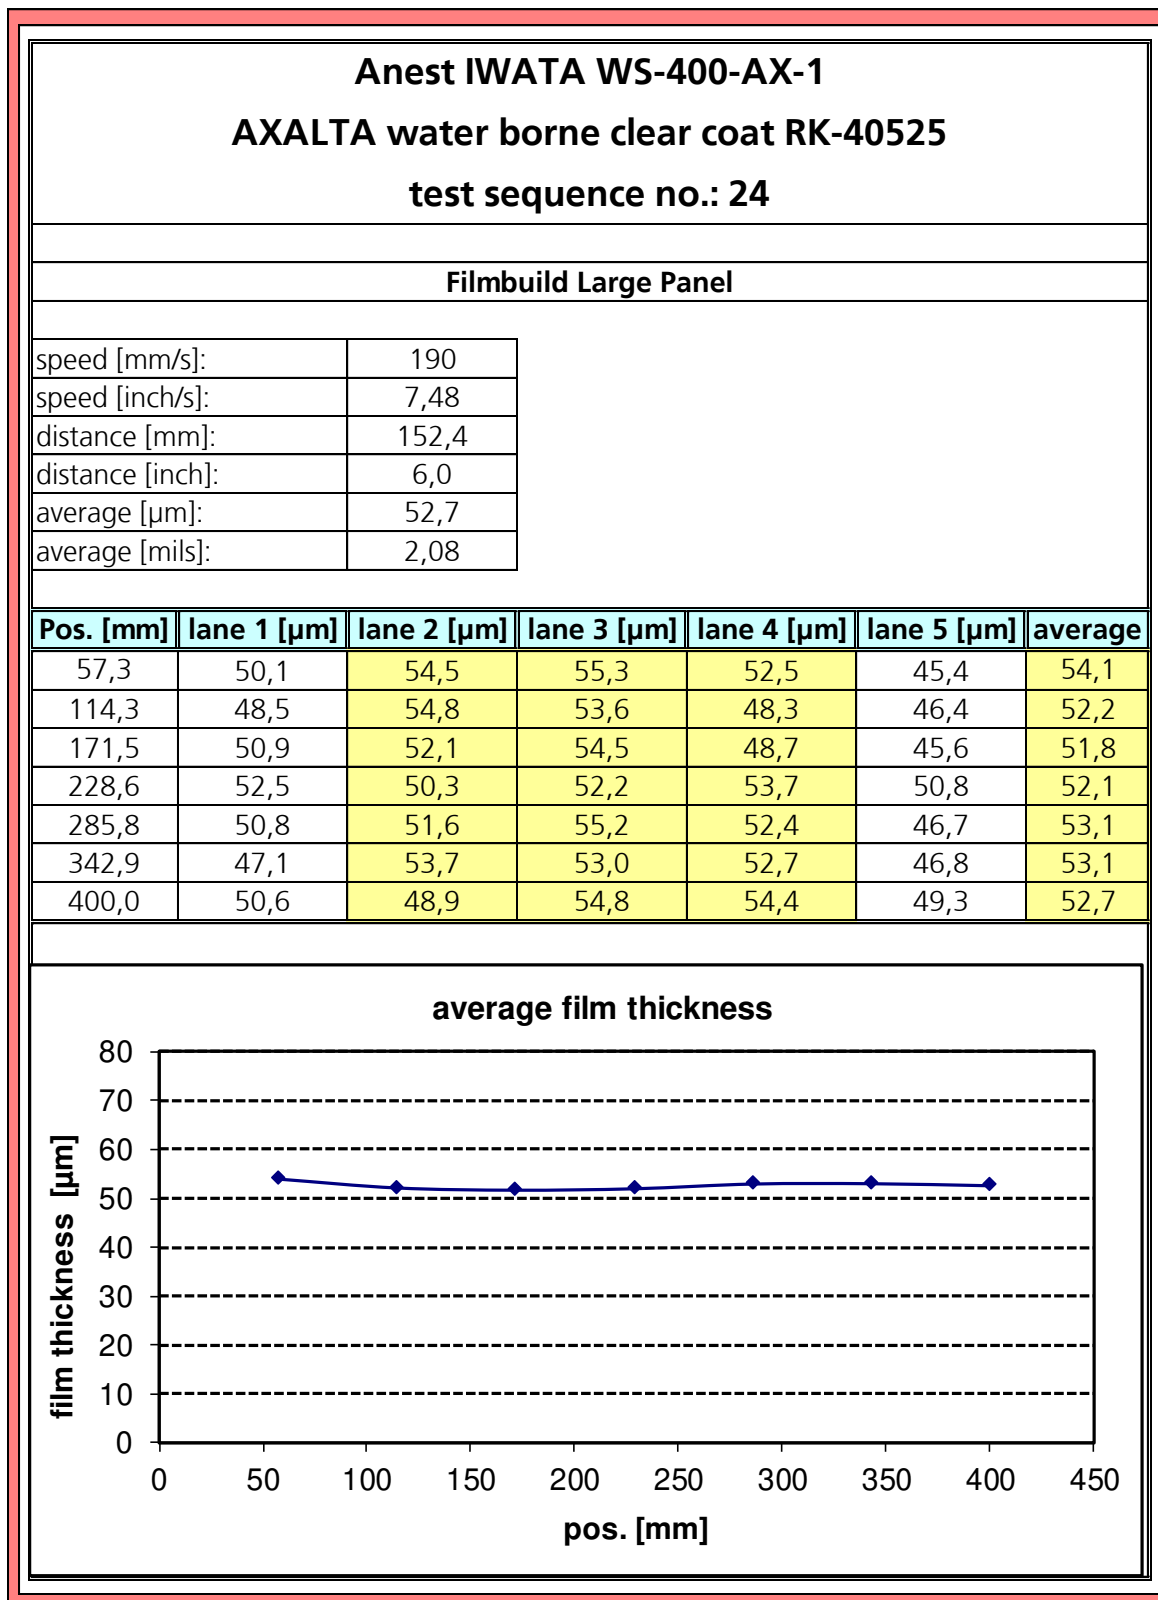 Anest IWATA WS-400-AX-1
AXALTA water borne clear coat RK-40525
test sequence no.: 24
Filmbuild Large Panel
speed [mm/s]: 190
speed [inch/s]: 7,48
distance [mm]: 152,4
distance [inch]: 6,0
average [µm]: 52,7
average [mils]: 2,08
Pos. [mm] lane 1 [µm] lane 2 [µm] lane 3 [µm] lane 4 [µm] lane 5 [µm] average
57,3 50,1 54,5 55,3 52,5 45,4 54,1
114,3 48,5 54,8 53,6 48,3 46,4 52,2
171,5 50,9 52,1 54,5 48,7 45,6 51,8
228,6 52,5 50,3 52,2 53,7 50,8 52,1
285,8 50,8 51,6 55,2 52,4 46,7 53,1
342,9 47,1 53,7 53,0 52,7 46,8 53,1
400,0 50,6 48,9 54,8 54,4 49,3 52,7
average film thickness
film thickness [µm]
80
70
60
50
40
30
20
10
0
0 50 100 150 200 250 300 350 400 450
pos. [mm]